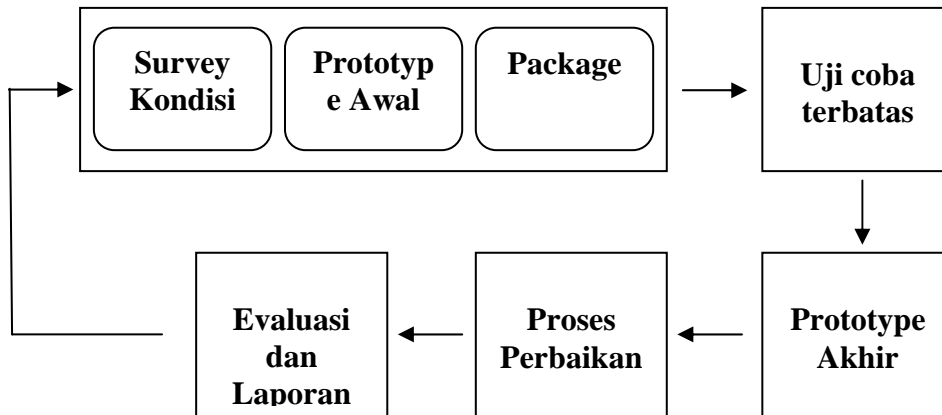 Survey
Kondisi
Prototyp
e Awal
Package
Uji coba
terbatas
Evaluasi
dan
Laporan
Proses
Perbaikan
Prototype
Akhir